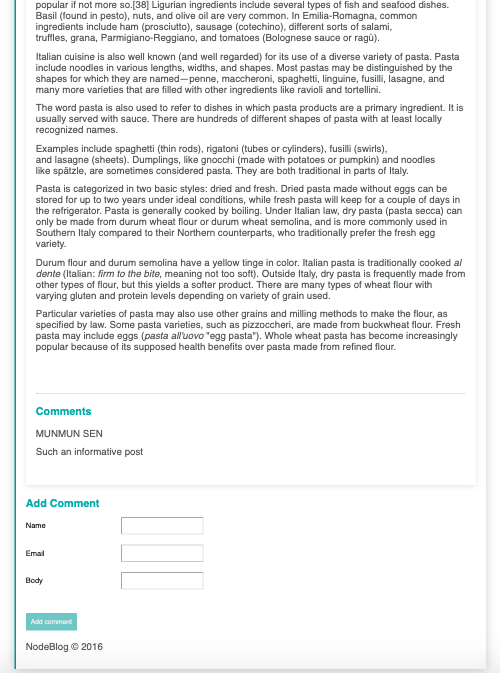 popular if not more so.[38] Ligurian ingredients include several types of fish and seafood dishes.
Basil (found in pesto), nuts, and olive oil are very common. In Emilia-Romagna, common
ingredients include ham (prosciutto), sausage (cotechino), different sorts of salami,
truffles, grana, Parmigiano-Reggiano, and tomatoes (Bolognese sauce or ragù).
Italian cuisine is also well known (and well regarded) for its use of a diverse variety of pasta. Pasta
include noodles in various lengths, widths, and shapes. Most pastas may be distinguished by the
shapes for which they are named—penne, maccheroni, spaghetti, linguine, fusilli, lasagne, and
many more varieties that are filled with other ingredients like ravioli and tortellini.
The word pasta is also used to refer to dishes in which pasta products are a primary ingredient. It is
usually served with sauce. There are hundreds of different shapes of pasta with at least locally
recognized names.
Examples include spaghetti (thin rods), rigatoni (tubes or cylinders), fusilli (swirls),
and lasagne (sheets). Dumplings, like gnocchi (made with potatoes or pumpkin) and noodles
like spätzle, are sometimes considered pasta. They are both traditional in parts of Italy.
Pasta is categorized in two basic styles: dried and fresh. Dried pasta made without eggs can be
stored for up to two years under ideal conditions, while fresh pasta will keep for a couple of days in
the refrigerator. Pasta is generally cooked by boiling. Under Italian law, dry pasta (pasta secca) can
only be made from durum wheat flour or durum wheat semolina, and is more commonly used in
Southern Italy compared to their Northern counterparts, who traditionally prefer the fresh egg
variety.
Durum flour and durum semolina have a yellow tinge in color. Italian pasta is traditionally cooked al
dente (Italian: firm to the bite, meaning not too soft). Outside Italy, dry pasta is frequently made from
other types of flour, but this yields a softer product. There are many types of wheat flour with
varying gluten and protein levels depending on variety of grain used.
Particular varieties of pasta may also use other grains and milling methods to make the flour, as
specified by law. Some pasta varieties, such as pizzoccheri, are made from buckwheat flour. Fresh
pasta may include eggs (pasta all'uovo "egg pasta"). Whole wheat pasta has become increasingly
popular because of its supposed health benefits over pasta made from refined flour.
Comments
MUNMUN SEN
Such an informative post
Add Comment
Name
Email
Body
Add comment
NodeBlog © 2016